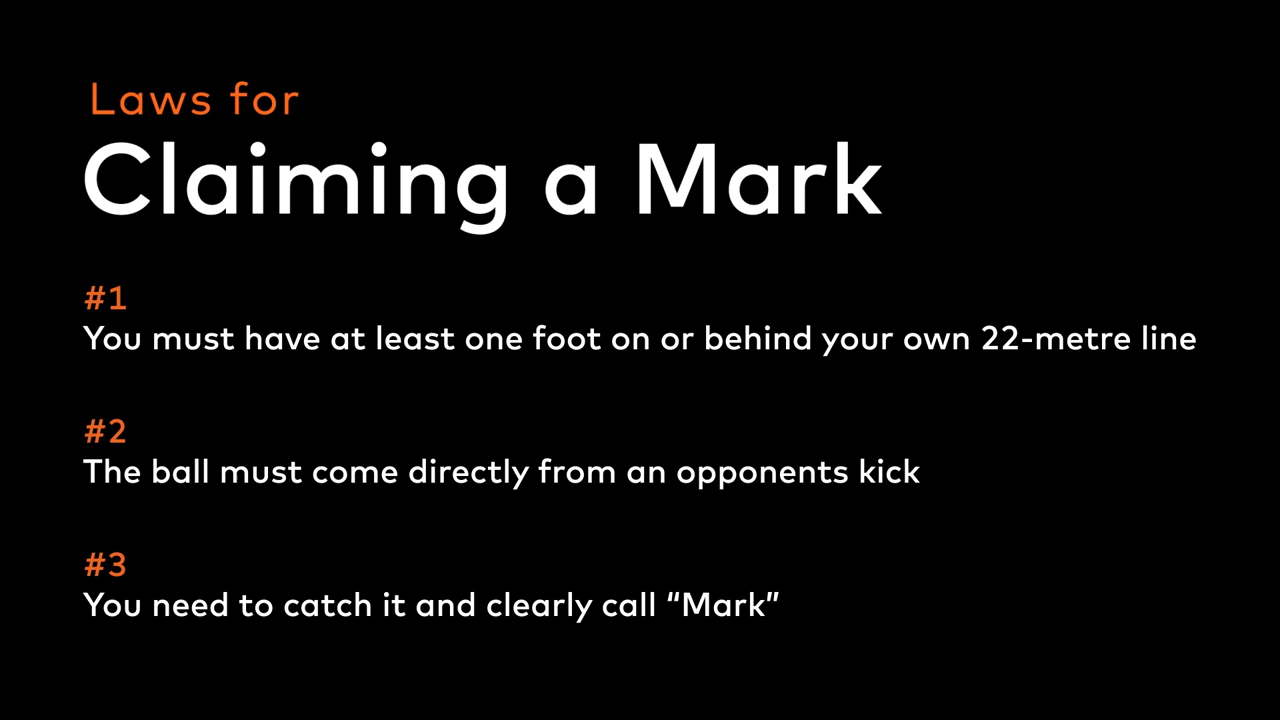 Laws for
Claiming a Mark
#1
You must have at least one foot on or behind your own 22-metre line
#2
The ball must come directly from an opponents kick
#3
You need to catch it and clearly call “Mark”